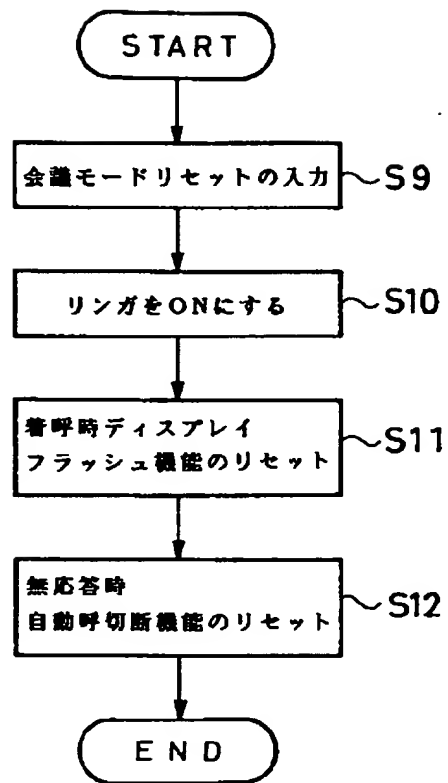 START
会議モードリセットの入力
S9
リンガをONにする
S10
着呼時ディスプレイ
フラッシュ機能のリセット
S11
無応答時
自動呼切断機能のリセット
S12
END